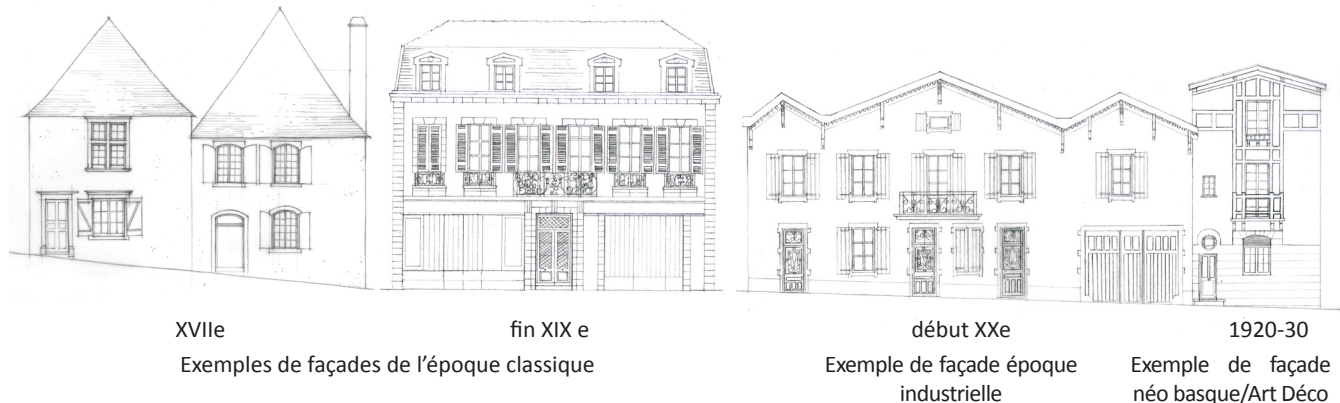 XVIIe
fin XIX e
Exemples de façades de l'époque classique
début XXe
Exemple de façade époque
industrielle
1920-30
Exemple de façade
néo basque/Art Déco